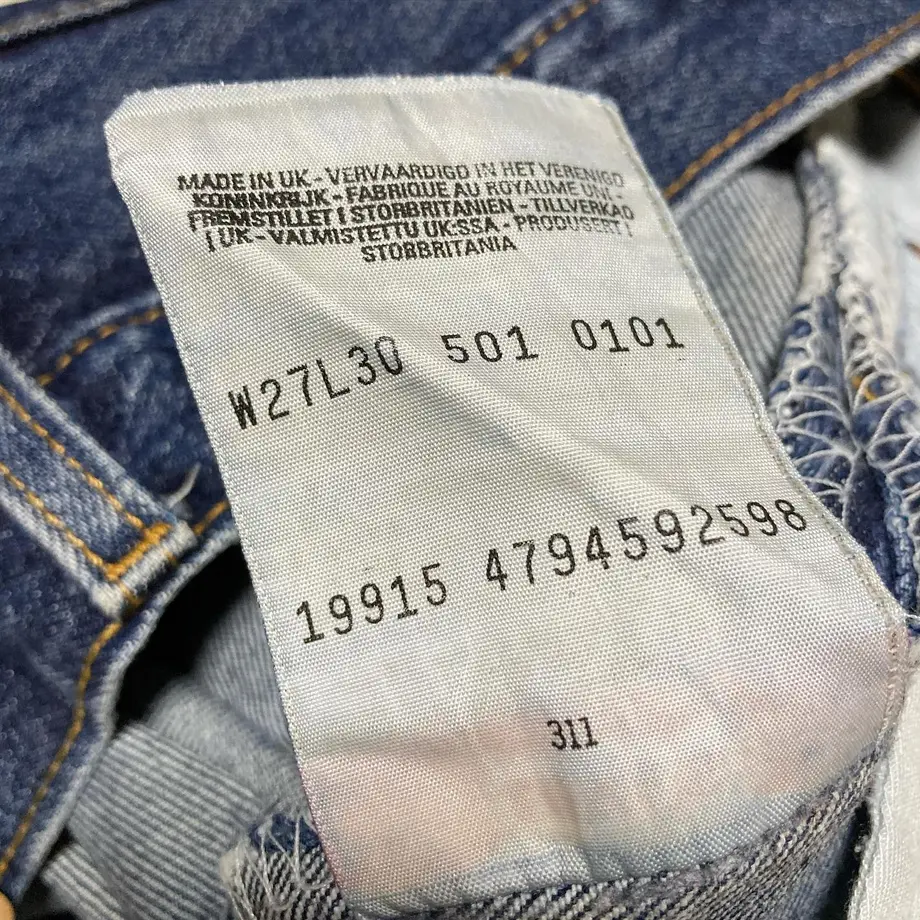 MADE IN UK - VERVAARDIGD IN HET VERENIGD
KONINKRIJK - FABRIQUE AU ROYAUME UNI -
FREMSTILLET I STORBRITANIEN - TILLVERKAD
I UK - VALMISTETTU UK:SSA - PRODUSERT I
STORBRITANIA
W27L30 501 0101
19915 4794592598
311